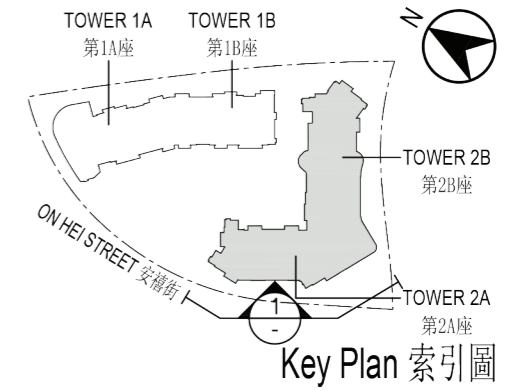 TOWER 1A
第1A座
TOWER 1B
第1B座
N
TOWER 2B
第2B座
ON HEI STREET 安禧街
TOWER 2A
第2A座
1
-
Key Plan 索引圖